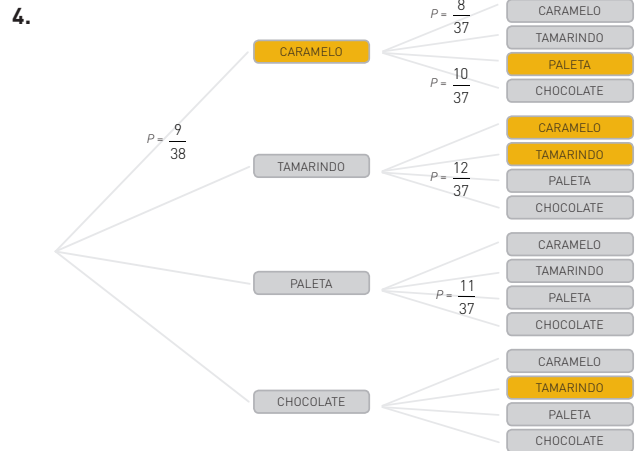 4.
P = 9/38
CARAMELO
P = 8/37
P = 10/37
CARAMELO
TAMARINDO
PALETA
CHOCOLATE
TAMARINDO
P = 12/37
CARAMELO
TAMARINDO
PALETA
CHOCOLATE
PALETA
P = 11/37
CARAMELO
TAMARINDO
PALETA
CHOCOLATE
CHOCOLATE
CARAMELO
TAMARINDO
PALETA
CHOCOLATE